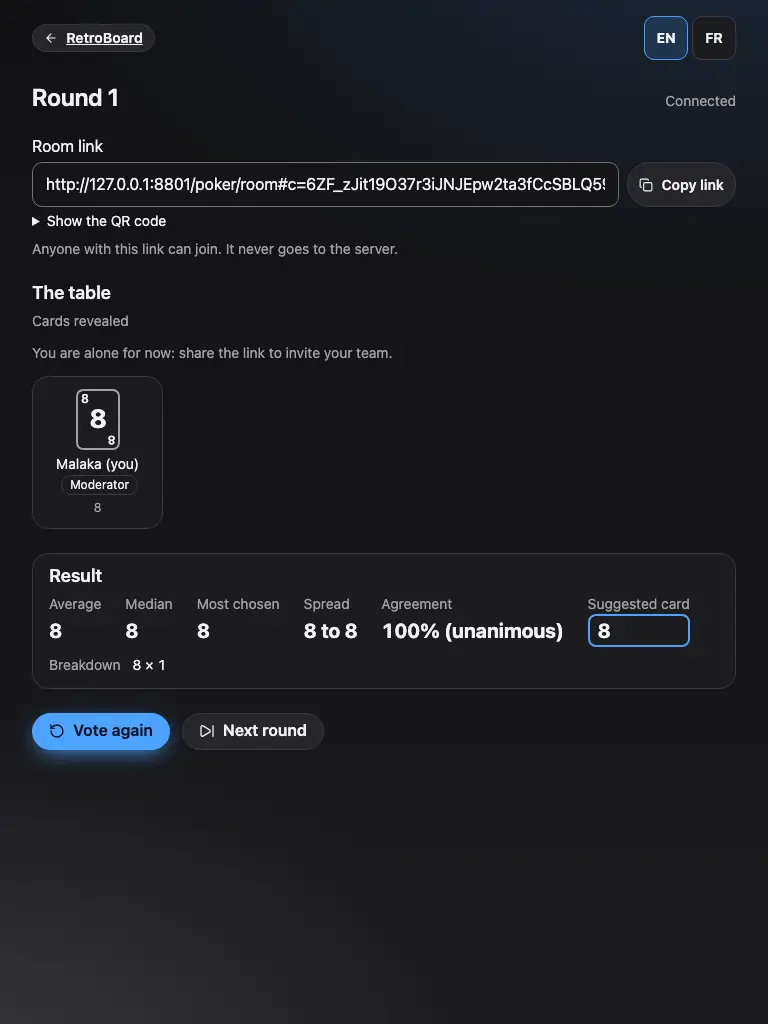 RetroBoard
EN
FR
Round 1
Connected
Room link
http://127.0.0.1:8801/poker/room#c=6ZF_zJit19O37r3iJNJEpw2ta3fCcSBLQ59
Copy link
Show the QR code
Anyone with this link can join. It never goes to the server.
The table
Cards revealed
You are alone for now: share the link to invite your team.
8
8
8
Malaka (you)
Moderator
8
Result
Average Median Most chosen Spread Agreement Suggested card
8 8 8 8 to 8 100% (unanimous) 8
Breakdown 8 × 1
Vote again
Next round